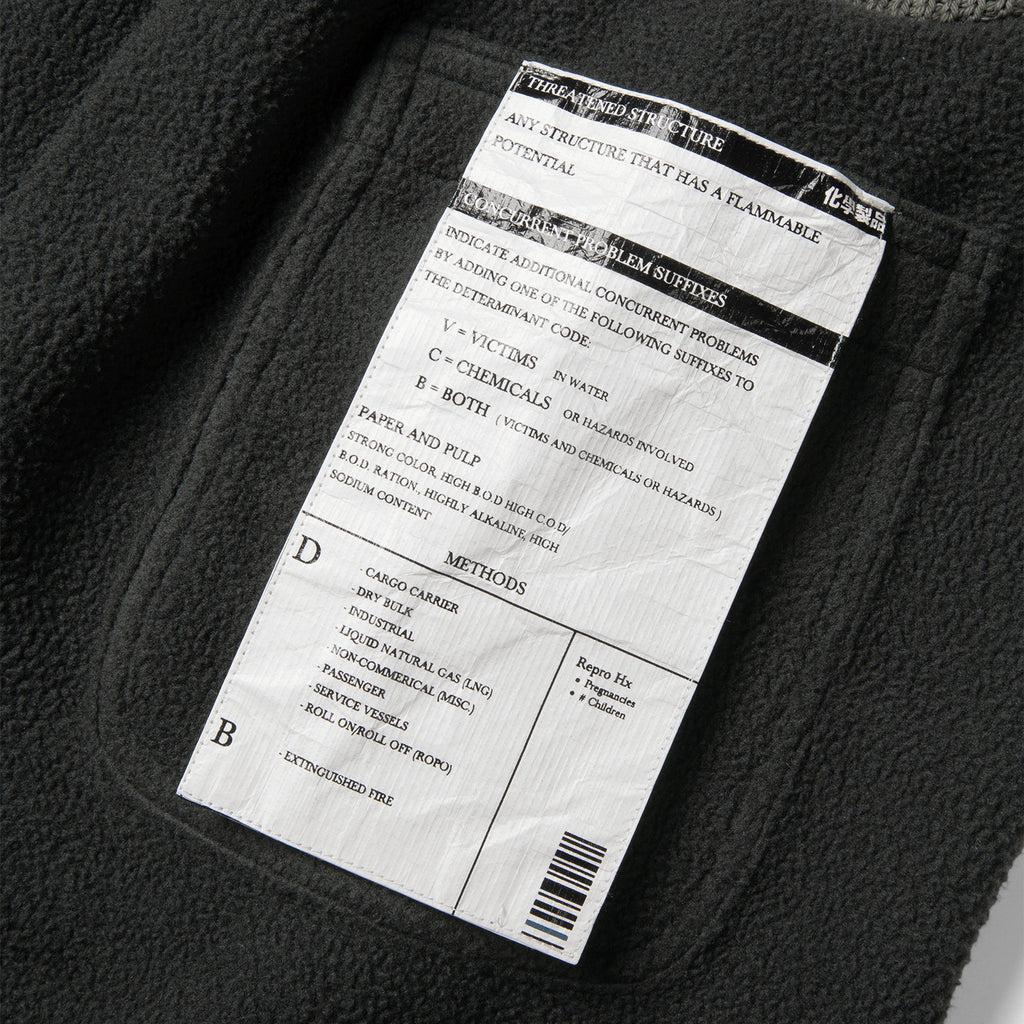 THREATENED STRUCTURE
化學製品
ANY STRUCTURE THAT HAS A FLAMMABLE
POTENTIAL
CONCURRENT PROBLEM SUFFIXES
INDICATE ADDITIONAL CONCURRENT PROBLEMS
BY ADDING ONE OF THE FOLLOWING SUFFIXES TO
THE DETERMINANT CODE:
V = VICTIMS IN WATER
C = CHEMICALS OR HAZARDS INVOLVED
B = BOTH ( VICTIMS AND CHEMICALS OR HAZARDS )
PAPER AND PULP
STRONG COLOR, HIGH B.O.D HIGH C.O.D/
B.O.D. RATION., HIGHLY ALKALINE, HIGH
SODIUM CONTENT
METHODS
D
- CARGO CARRIER
- DRY BULK
- INDUSTRIAL
- LIQUID NATURAL GAS (LNG)
- NON-COMMERICAL (MISC.)
- PASSENGER
- SERVICE VESSELS
- ROLL ON/ROLL OFF (ROPO)
B
- EXTINGUISHED FIRE
Repro Hx
• Pregnancies
• # Children